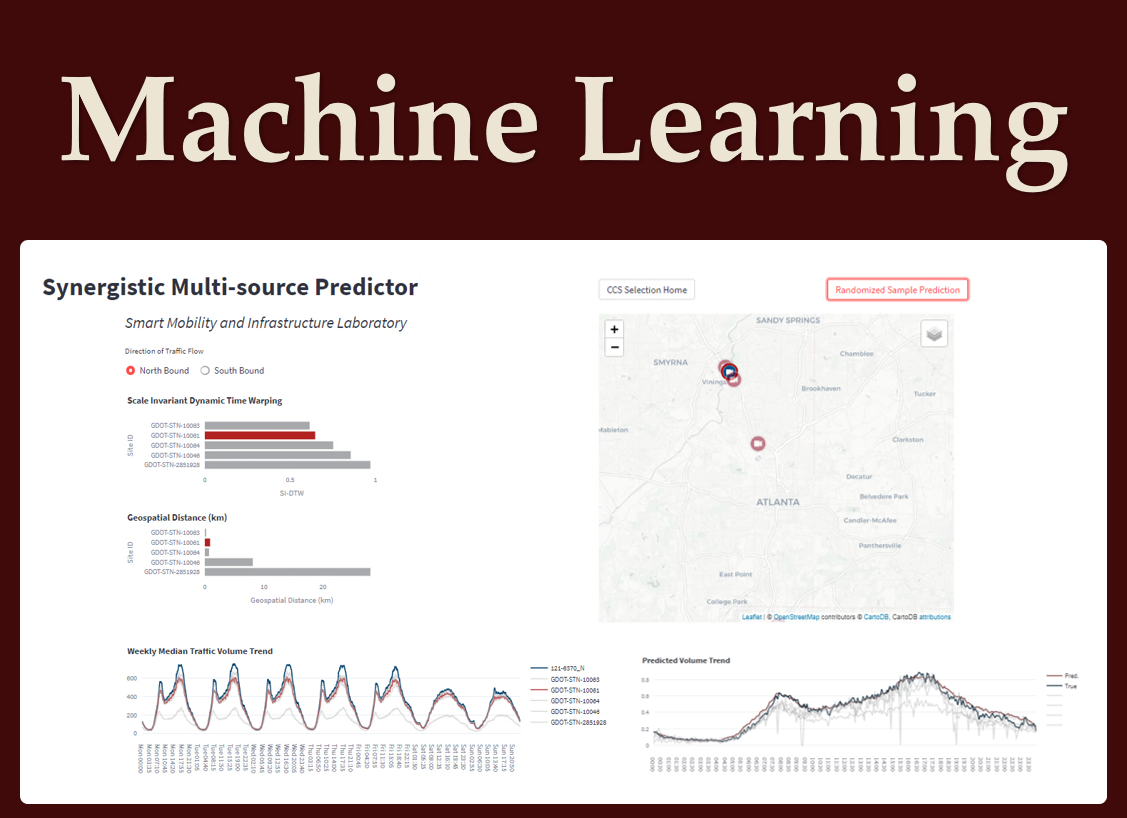 Machine Learning
Synergistic Multi-source Predictor
Smart Mobility and Infrastructure Laboratory
Direction of Traffic Flow
North Bound South Bound
Scale Invariant Dynamic Time Warping
Site ID
GDOT-STN-10063
GDOT-STN-10061
GDOT-STN-10064
GDOT-STN-10046
GDOT-STN-2851928
0 0.5 1
SI-DTW
Geospatial Distance (km)
Site ID
GDOT-STN-10063
GDOT-STN-10061
GDOT-STN-10064
GDOT-STN-10046
GDOT-STN-2851928
0 10 20
Geospatial Distance (km)
CCS Selection Home
Randomized Sample Prediction
+
−
SANDY SPRINGS
SMYRNA
Chamblee
Vinings
Brookhaven
Tucker
Mableton
Clarkston
Decatur
ATLANTA
Belvedere Park
Candler-McAfee
Panthersville
East Point
College Park
Leaflet | © OpenStreetMap contributors © CartoDB, CartoDB attributions
Weekly Median Traffic Volume Trend
600
400
200
0
121-6370_N
GDOT-STN-10063
GDOT-STN-10061
GDOT-STN-10064
GDOT-STN-10046
GDOT-STN-2851928
Predicted Volume Trend
0.8
0.6
0.4
0.2
0
Pred.
True